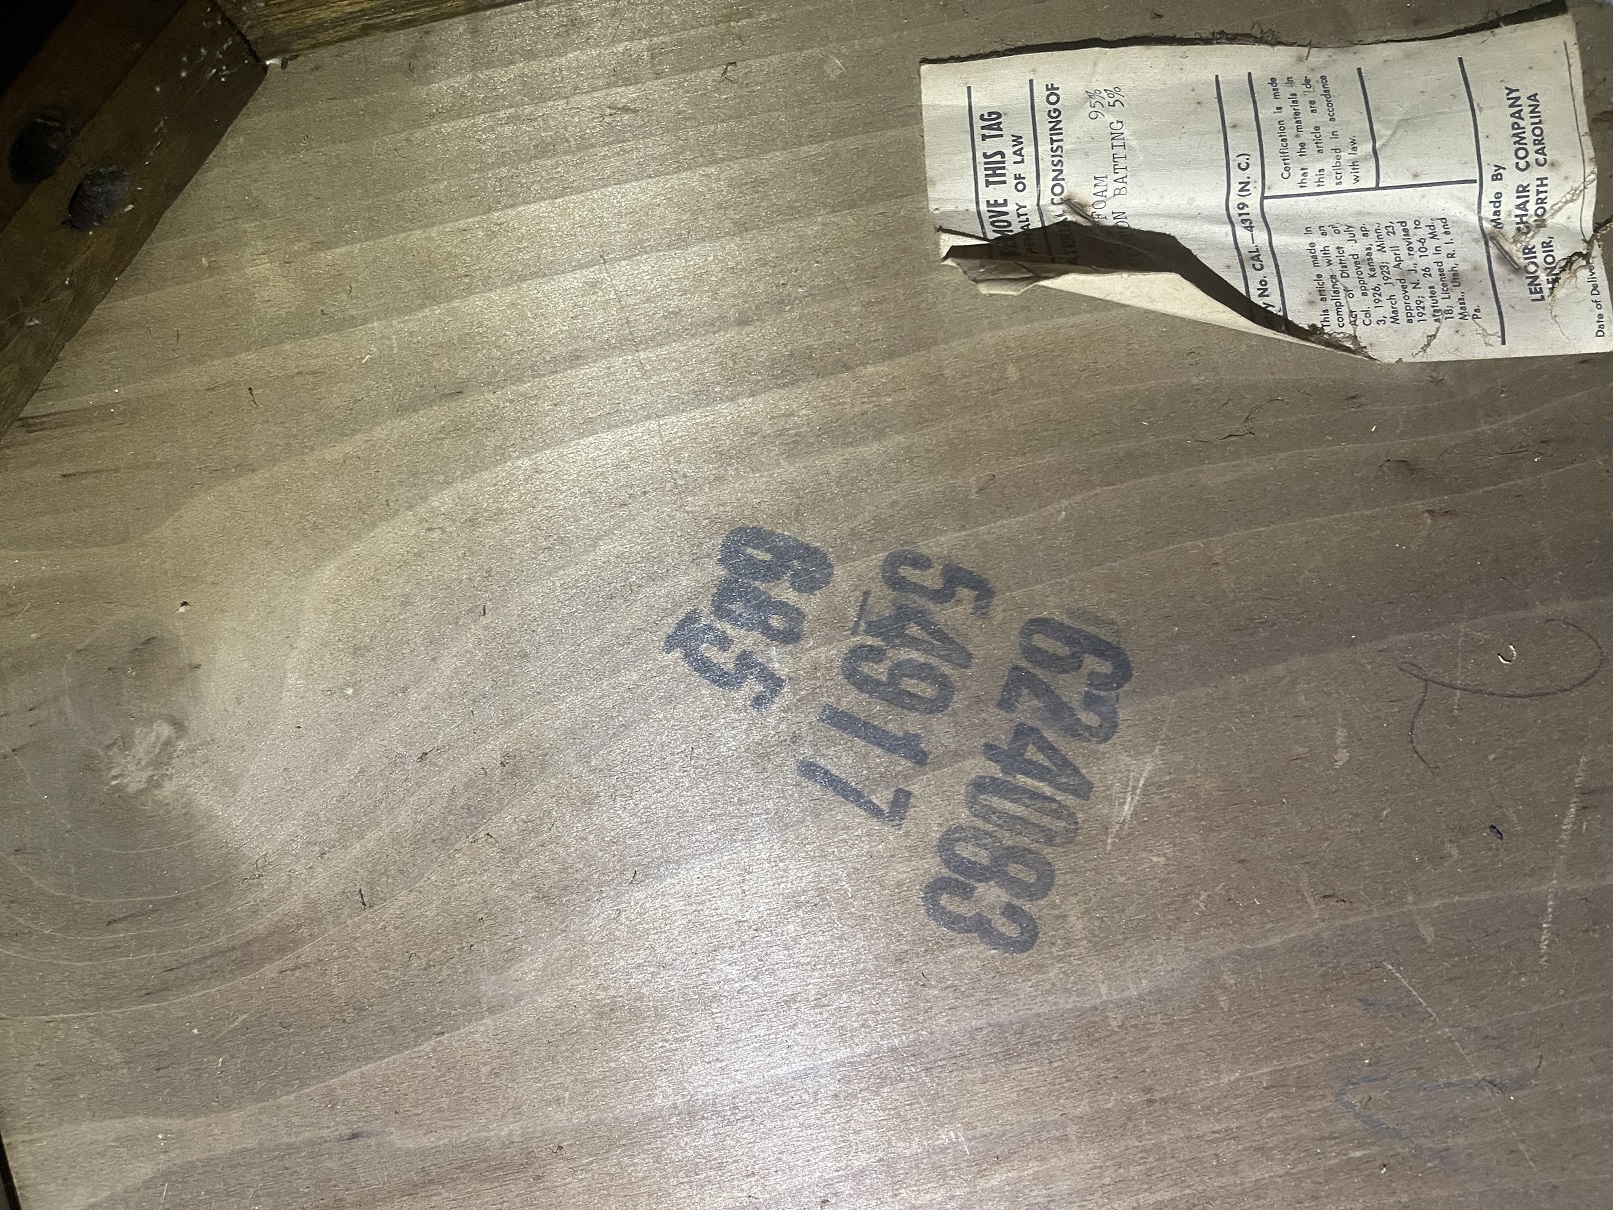 MOVE THIS TAG
ALTY OF LAW
CONSISTING OF
FOAM 95%
ON BATTING 5%
No. CAL.—4319 (N. C.)
This article made in
compliance with an
Act of District of
Col. approved July
3, 1926, Kansas, ap.
March 1923; Minn.,
approved April 23,
1929; N. J., revised
statutes 26 10-6 to
18; Licensed in Md.,
Mass., Utah, R. I. and
Pa.
Certification is made
that the materials in
this article are de-
scribed in accordance
with law.
Made By
LENOIR CHAIR COMPANY
LENOIR, NORTH CAROLINA
Date of Delive
624083
54917
685